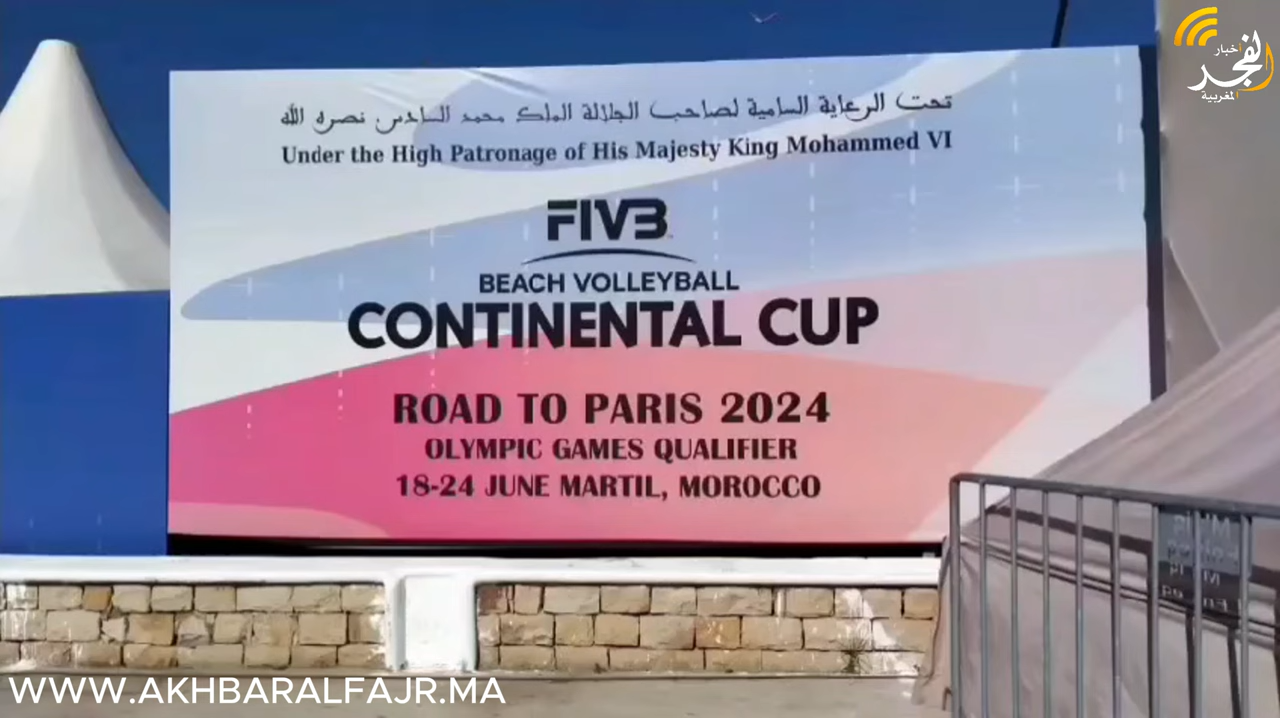 أخبار
الفجر
المغربية
تحت الرعاية السامية لصاحب الجلالة الملك محمد السادس نصره الله
Under the High Patronage of His Majesty King Mohammed VI
FIVB
BEACH VOLLEYBALL
CONTINENTAL CUP
ROAD TO PARIS 2024
OLYMPIC GAMES QUALIFIER
18-24 JUNE MARTIL, MOROCCO
WWW.AKHBARALFAJR.MA